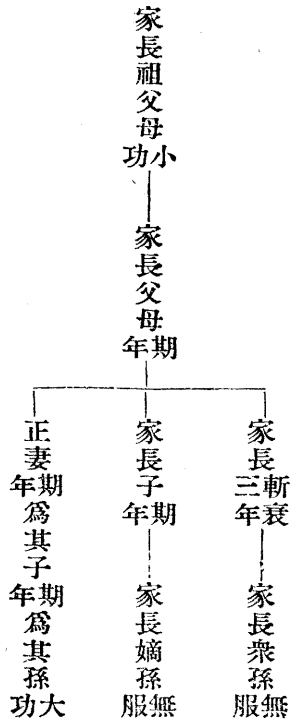 家長祖父母小功
家長父母期年
家長斬衰三年
家長衆孫無服
家長子期年
家長嫡孫無服
正妻期年爲其子期年爲其孫大功